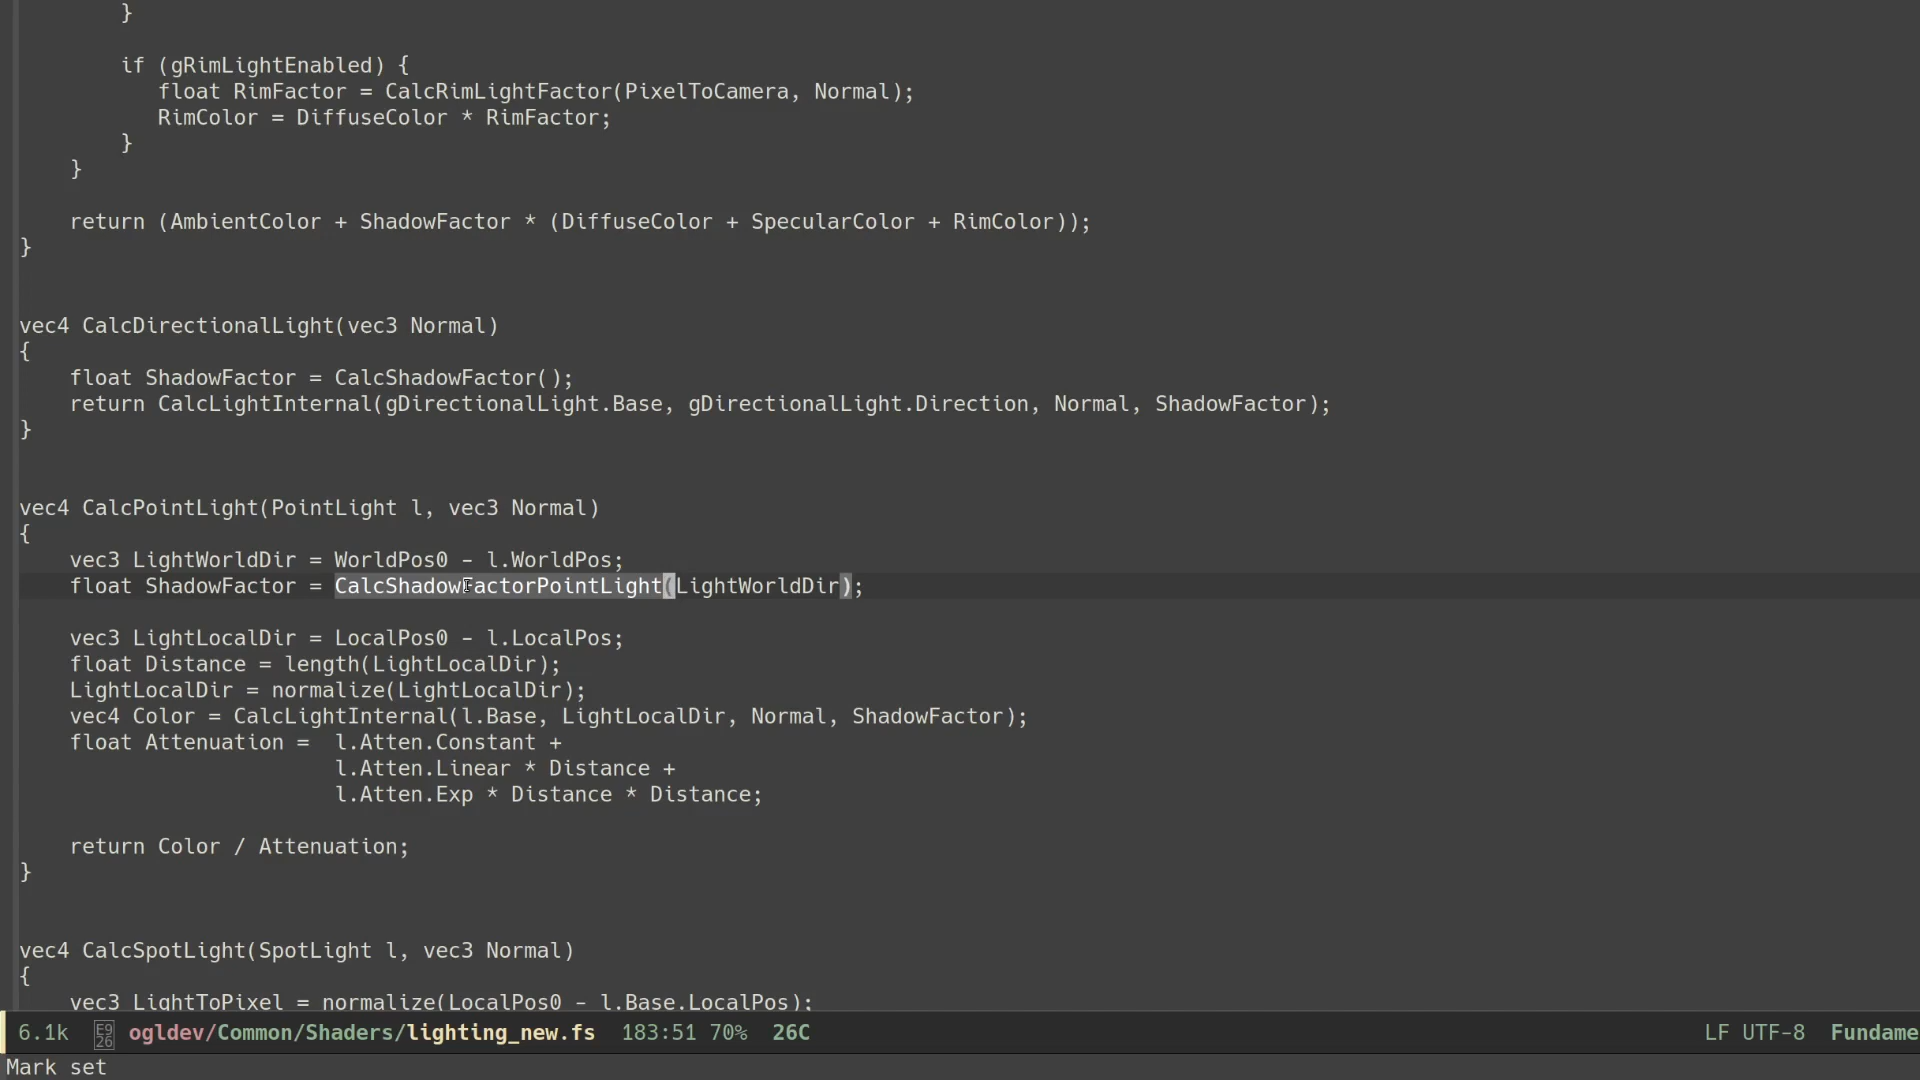 }
if (gRimLightEnabled) {
float RimFactor = CalcRimLightFactor(PixelToCamera, Normal);
RimColor = DiffuseColor * RimFactor;
}
}
return (AmbientColor + ShadowFactor * (DiffuseColor + SpecularColor + RimColor));
}
vec4 CalcDirectionalLight(vec3 Normal)
{
float ShadowFactor = CalcShadowFactor();
return CalcLightInternal(gDirectionalLight.Base, gDirectionalLight.Direction, Normal, ShadowFactor);
}
vec4 CalcPointLight(PointLight l, vec3 Normal)
{
vec3 LightWorldDir = WorldPos0 - l.WorldPos;
float ShadowFactor = CalcShadowFactorPointLight(LightWorldDir);
vec3 LightLocalDir = LocalPos0 - l.LocalPos;
float Distance = length(LightLocalDir);
LightLocalDir = normalize(LightLocalDir);
vec4 Color = CalcLightInternal(l.Base, LightLocalDir, Normal, ShadowFactor);
float Attenuation =  l.Atten.Constant +
l.Atten.Linear * Distance +
l.Atten.Exp * Distance * Distance;
return Color / Attenuation;
}
vec4 CalcSpotLight(SpotLight l, vec3 Normal)
{
vec3 LightToPixel = normalize(LocalPos0 - l.Base.LocalPos);
6.1k E926 ogldev/Common/Shaders/lighting_new.fs 183:51 70% 26C LF UTF-8 Fundame
Mark set